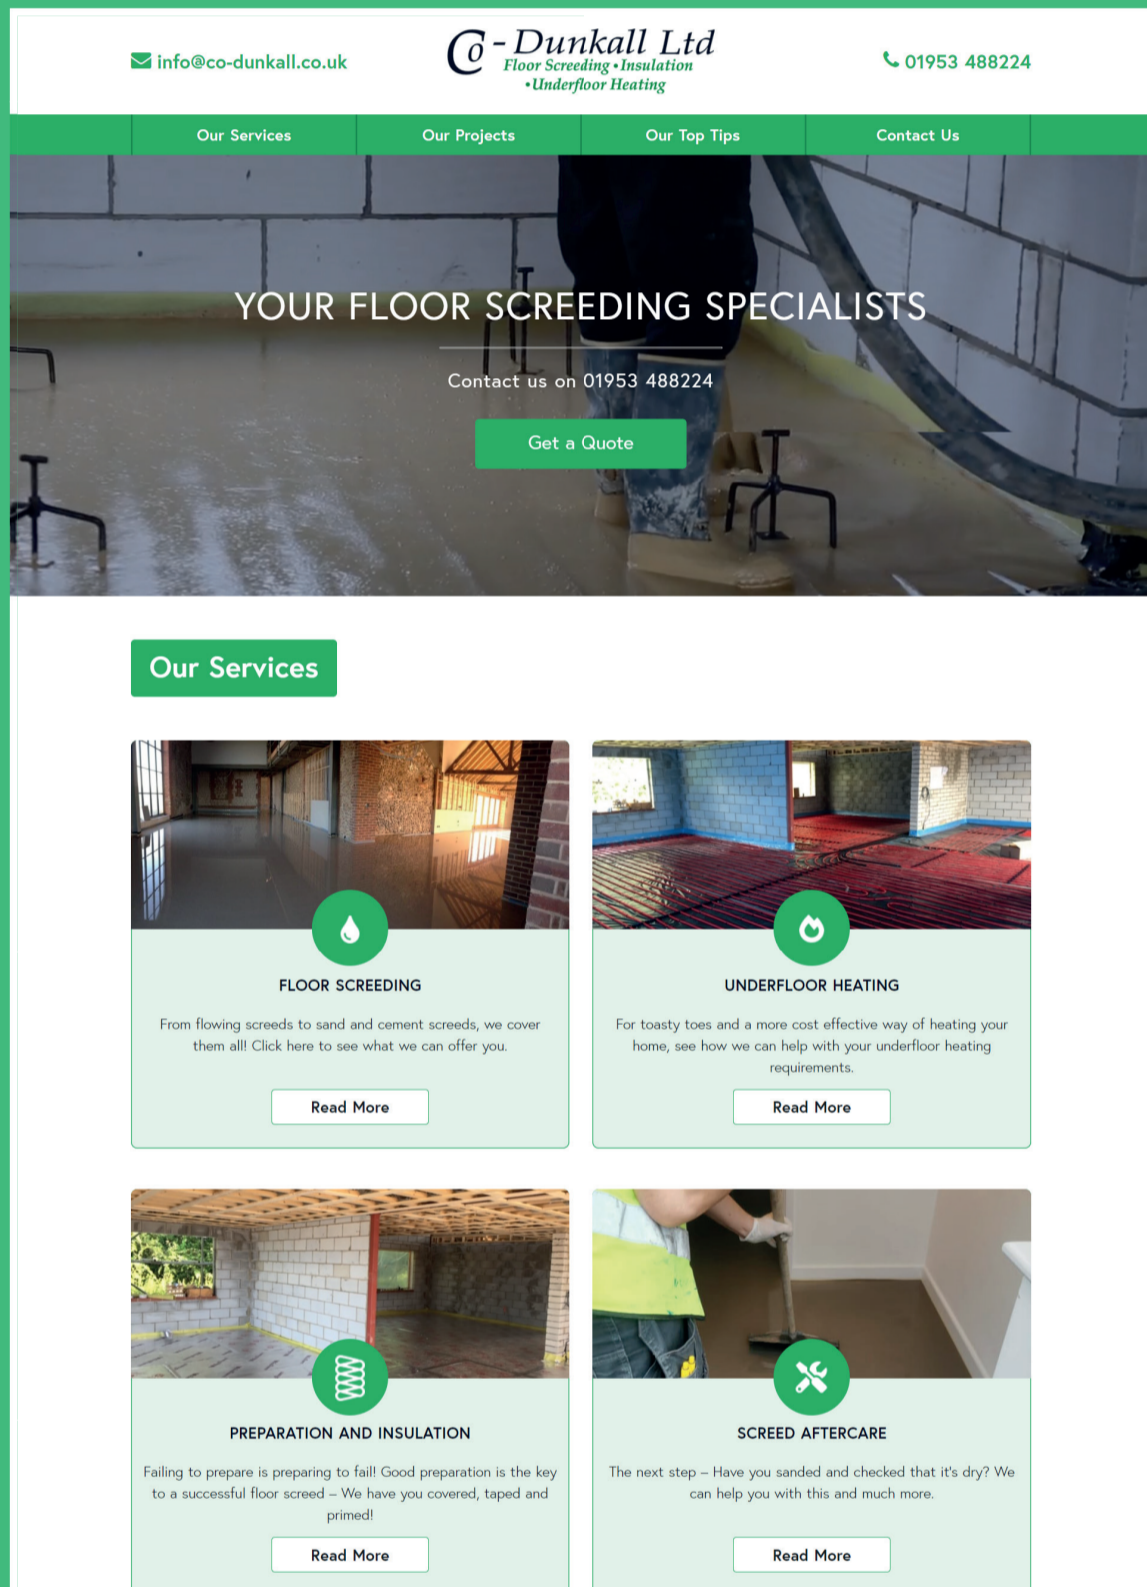 info@co-dunkall.co.uk
Co - Dunkall Ltd
Floor Screeding • Insulation
• Underfloor Heating
01953 488224
Our Services
Our Projects
Our Top Tips
Contact Us
YOUR FLOOR SCREEDING SPECIALISTS
Contact us on 01953 488224
Get a Quote
Our Services
FLOOR SCREEDING
From flowing screeds to sand and cement screeds, we cover
them all! Click here to see what we can offer you.
Read More
UNDERFLOOR HEATING
For toasty toes and a more cost effective way of heating your
home, see how we can help with your underfloor heating
requirements.
Read More
PREPARATION AND INSULATION
Failing to prepare is preparing to fail! Good preparation is the key
to a successful floor screed – We have you covered, taped and
primed!
Read More
SCREED AFTERCARE
The next step – Have you sanded and checked that it's dry? We
can help you with this and much more.
Read More